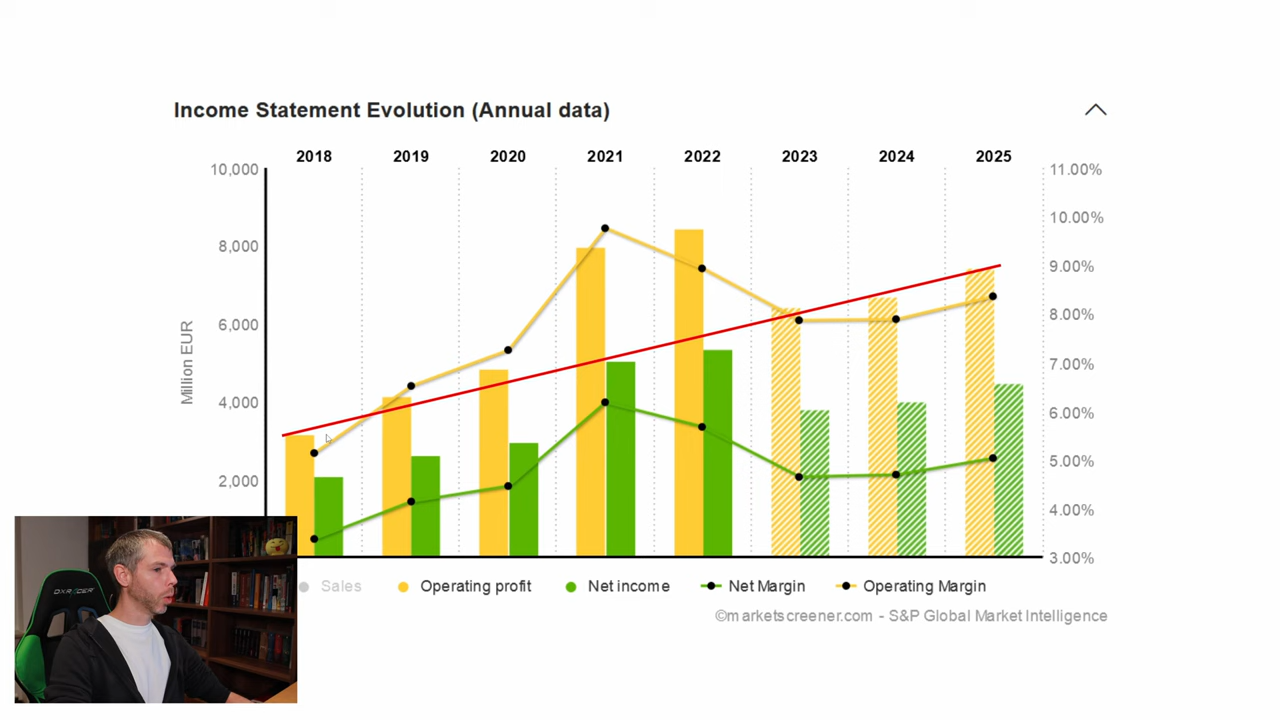 Income Statement Evolution (Annual data)
2018 2019 2020 2021 2022 2023 2024 2025
10,000 11.00%
10.00%
8,000
9.00%
6,000 8.00%
7.00%
4,000 6.00%
5.00%
2,000
4.00%
3.00%
Million EUR
Sales Operating profit Net income Net Margin Operating Margin
©marketscreener.com - S&P Global Market Intelligence
DXRACER